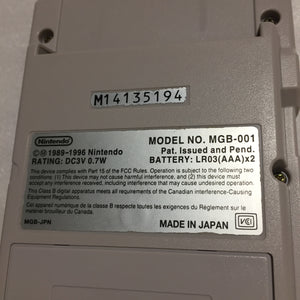 M14135194
Nintendo
MODEL NO. MGB-001
©Ⓜ 1989-1996 Nintendo
Pat. Issued and Pend.
RATING: DC3V 0.7W
BATTERY: LR03(AAA)x2
This device complies with Part 15 of the FCC Rules. Operation is subject to the following two
conditions: (1) This device may not cause harmful interference, and (2) this device must
accept any interference received, including interference that may cause undesired operation.
This Class B digital apparatus meets all requirements of the Canadian Interference-Causing
Equipment Regulations.
Cet appareil numérique de la classe B respecte toutes les exigences du Règlement sur le
matériel brouilleur du Canada.
MGB-JPN
MADE IN JAPAN
VCI